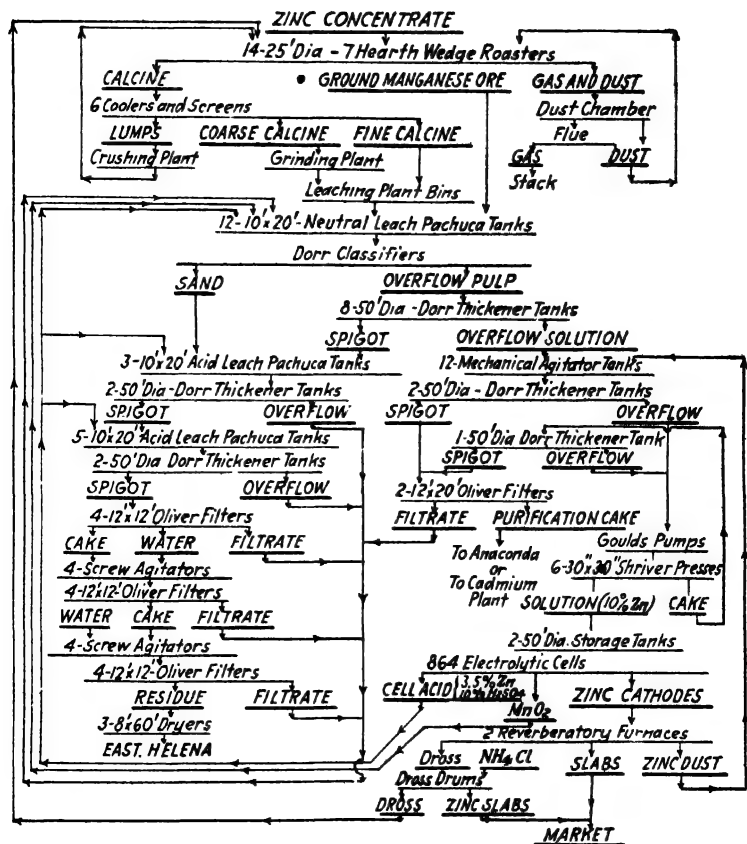 ZINC CONCENTRATE
14-25'Dia - 7 Hearth Wedge Roasters
CALCINE
GROUND MANGANESE ORE
GAS AND DUST
6 Coolers and Screens
Dust Chamber
LUMPS
COARSE CALCINE
FINE CALCINE
Flue
Crushing Plant
Grinding Plant
GAS
DUST
Stack
Leaching Plant Bins
12-10'x20'-Neutral Leach Pachuca Tanks
Dorr Classifiers
SAND
OVERFLOW PULP
8-50'Dia-Dorr Thickener Tanks
SPIGOT
OVERFLOW SOLUTION
3-10'x20' Acid Leach Pachuca Tanks
12-Mechanical Agitator Tanks
2-50'Dia-Dorr Thickener Tanks
2-50'Dia-Dorr Thickener Tanks
SPIGOT
OVERFLOW
SPIGOT
OVERFLOW
5-10'x20' Acid Leach Pachuca Tanks
1-50'Dia Dorr Thickener Tank
2-50'Dia Dorr Thickener Tanks
SPIGOT
OVERFLOW
SPIGOT
OVERFLOW
2-12'x20' Oliver Filters
4-12'x12' Oliver Filters
FILTRATE
PURIFICATION CAKE
CAKE
WATER
FILTRATE
To Anaconda
or
To Cadmium
Plant
Goulds Pumps
4-Screw Agitators
6-30"x30" Shriver Presses
4-12'x12' Oliver Filters
SOLUTION (10% Zn)
CAKE
WATER
CAKE
FILTRATE
4-Screw Agitators
2-50'Dia. Storage Tanks
4-12'x12'-Oliver Filters
864 Electrolytic Cells
RESIDUE
FILTRATE
CELL ACID
3.5% Zn
10% H2SO4
ZINC CATHODES
3-8'x60' Dryers
MnO2
EAST. HELENA
2 Reverberatory Furnaces
Dross
NH4Cl
SLABS
ZINC DUST
Dross Drums
DROSS
ZINC SLABS
MARKET